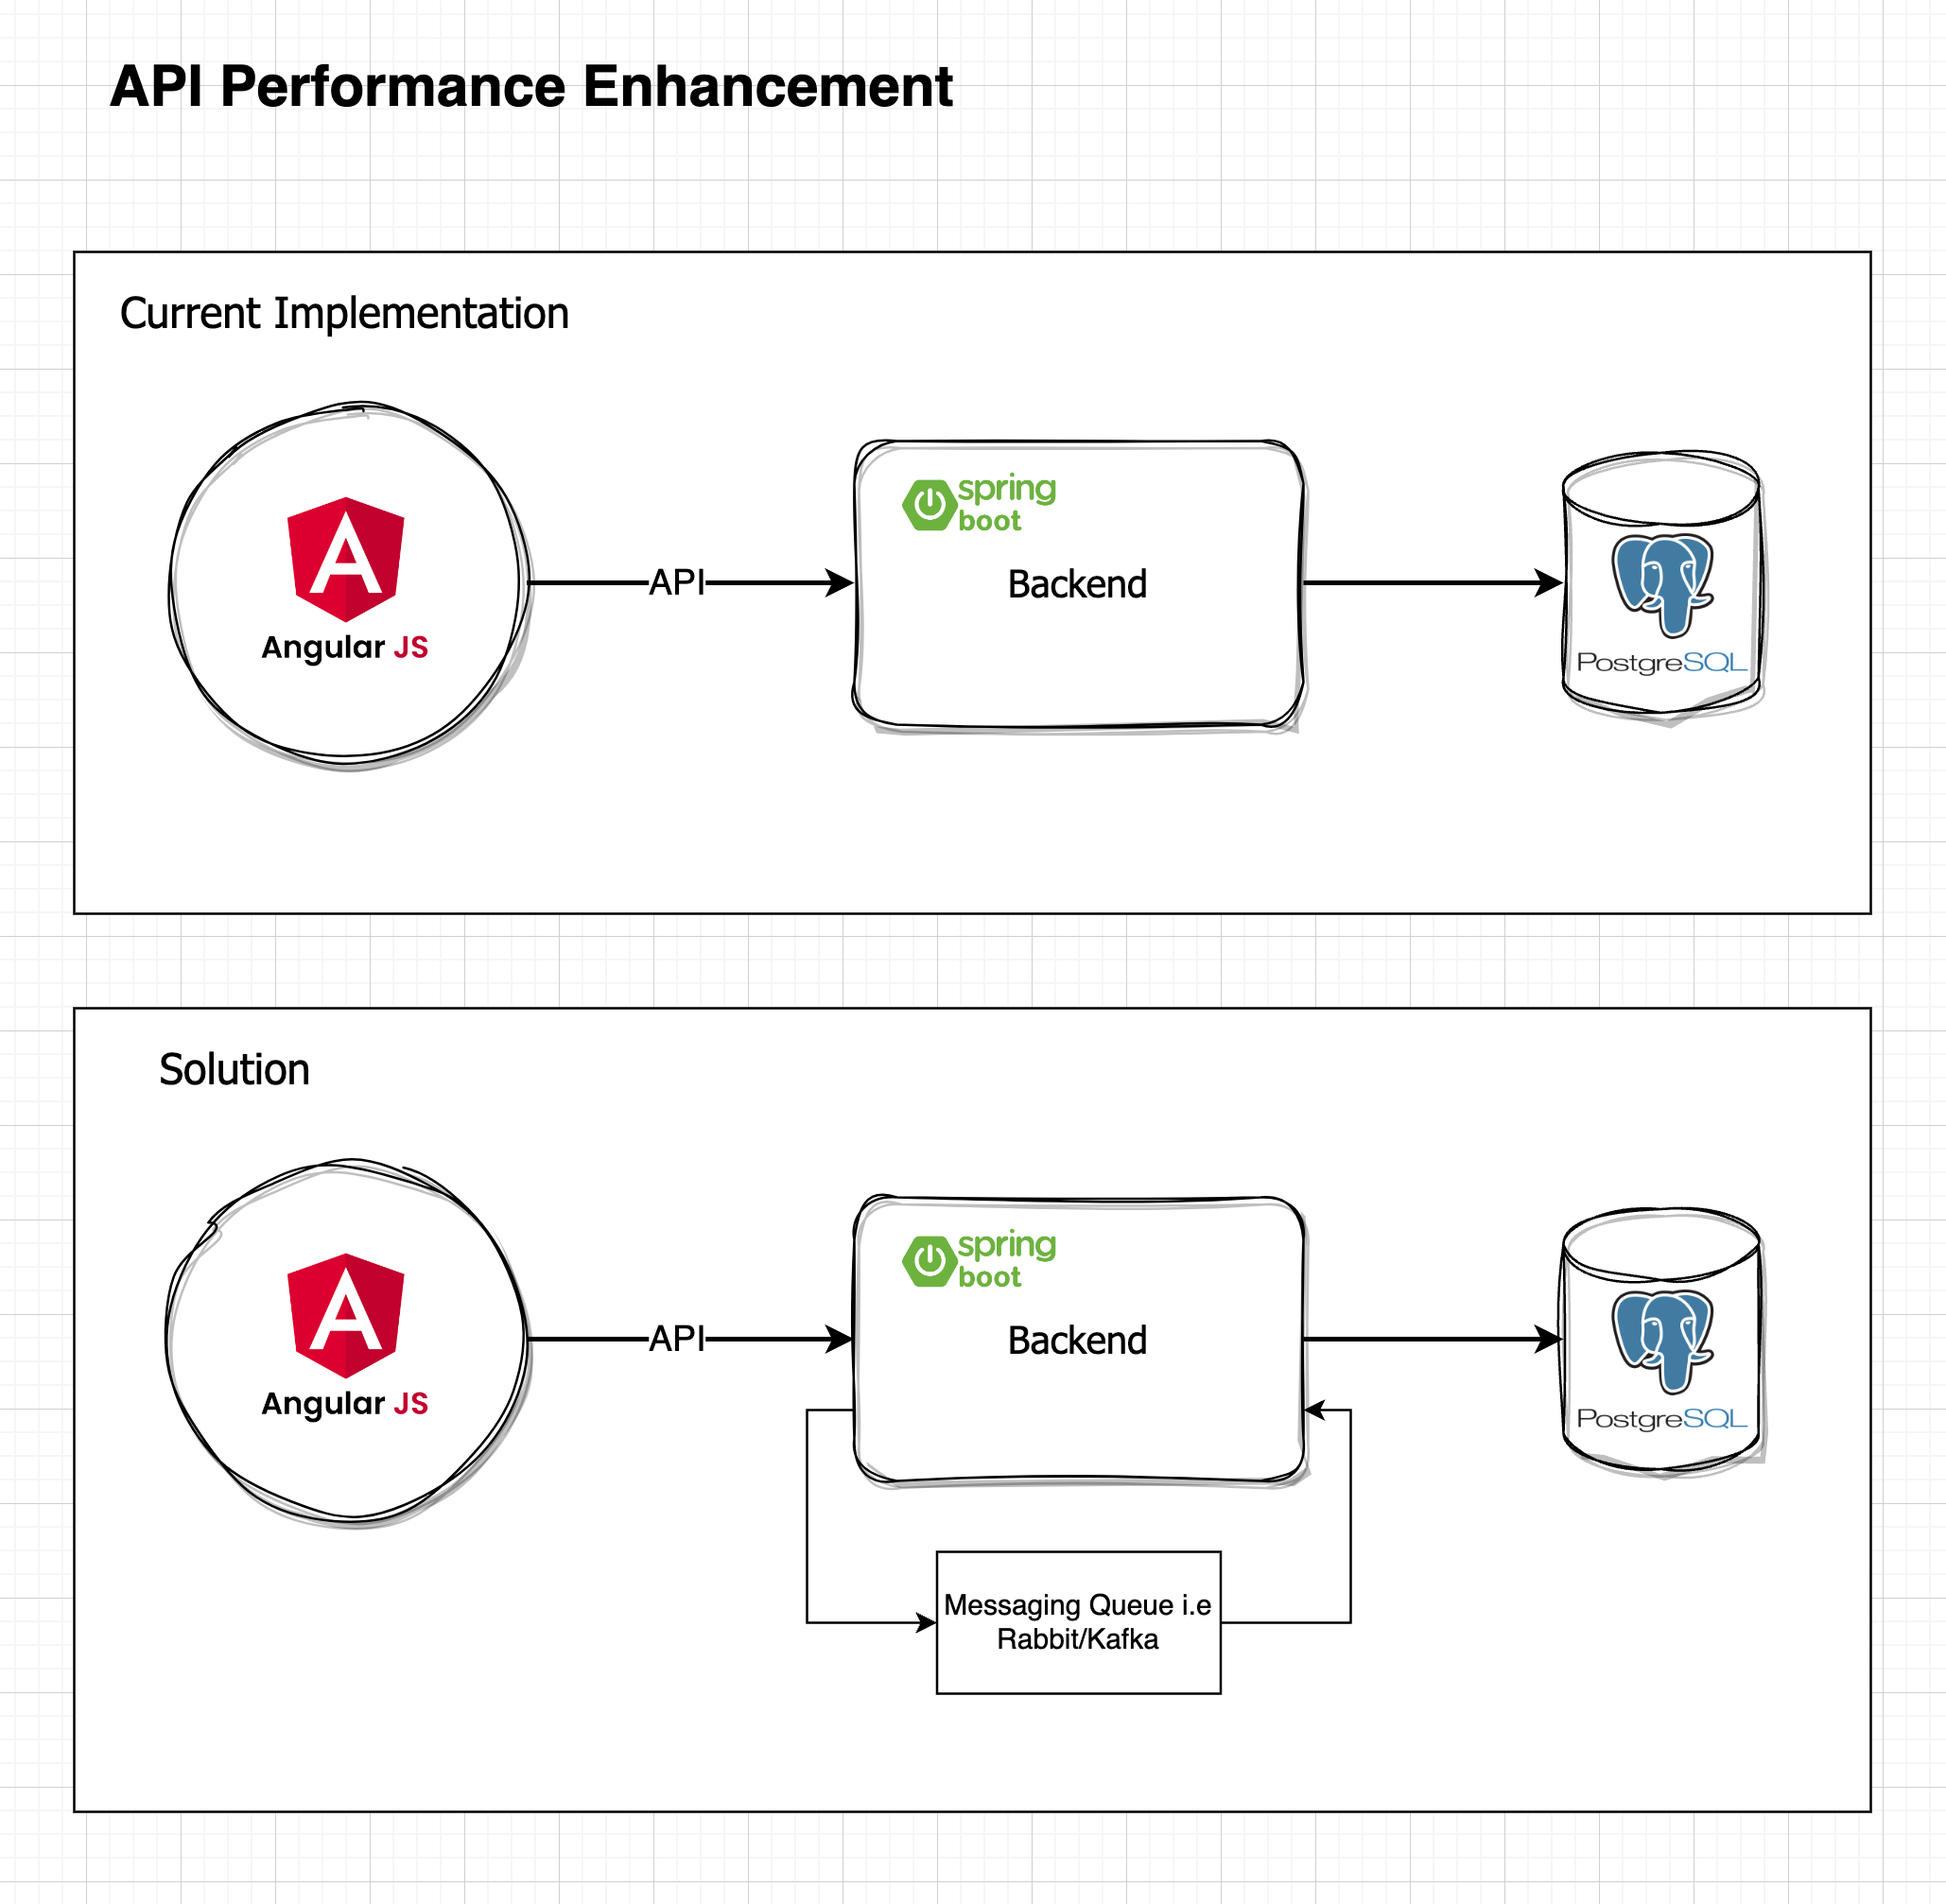 API Performance Enhancement
Current Implementation
Angular JS
API
spring
boot
Backend
PostgreSQL
Solution
Angular JS
API
spring
boot
Backend
PostgreSQL
Messaging Queue i.e
Rabbit/Kafka